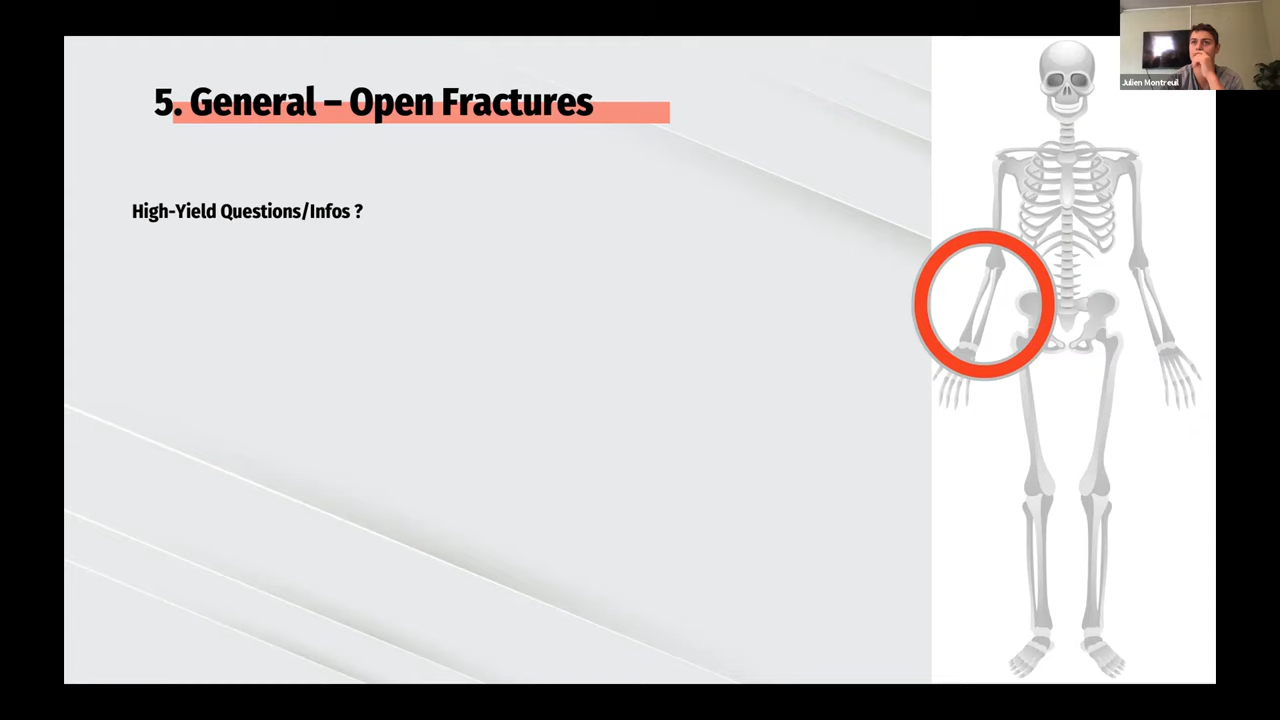 5. General – Open Fractures
High-Yield Questions/Infos ?
Julien Montreuil